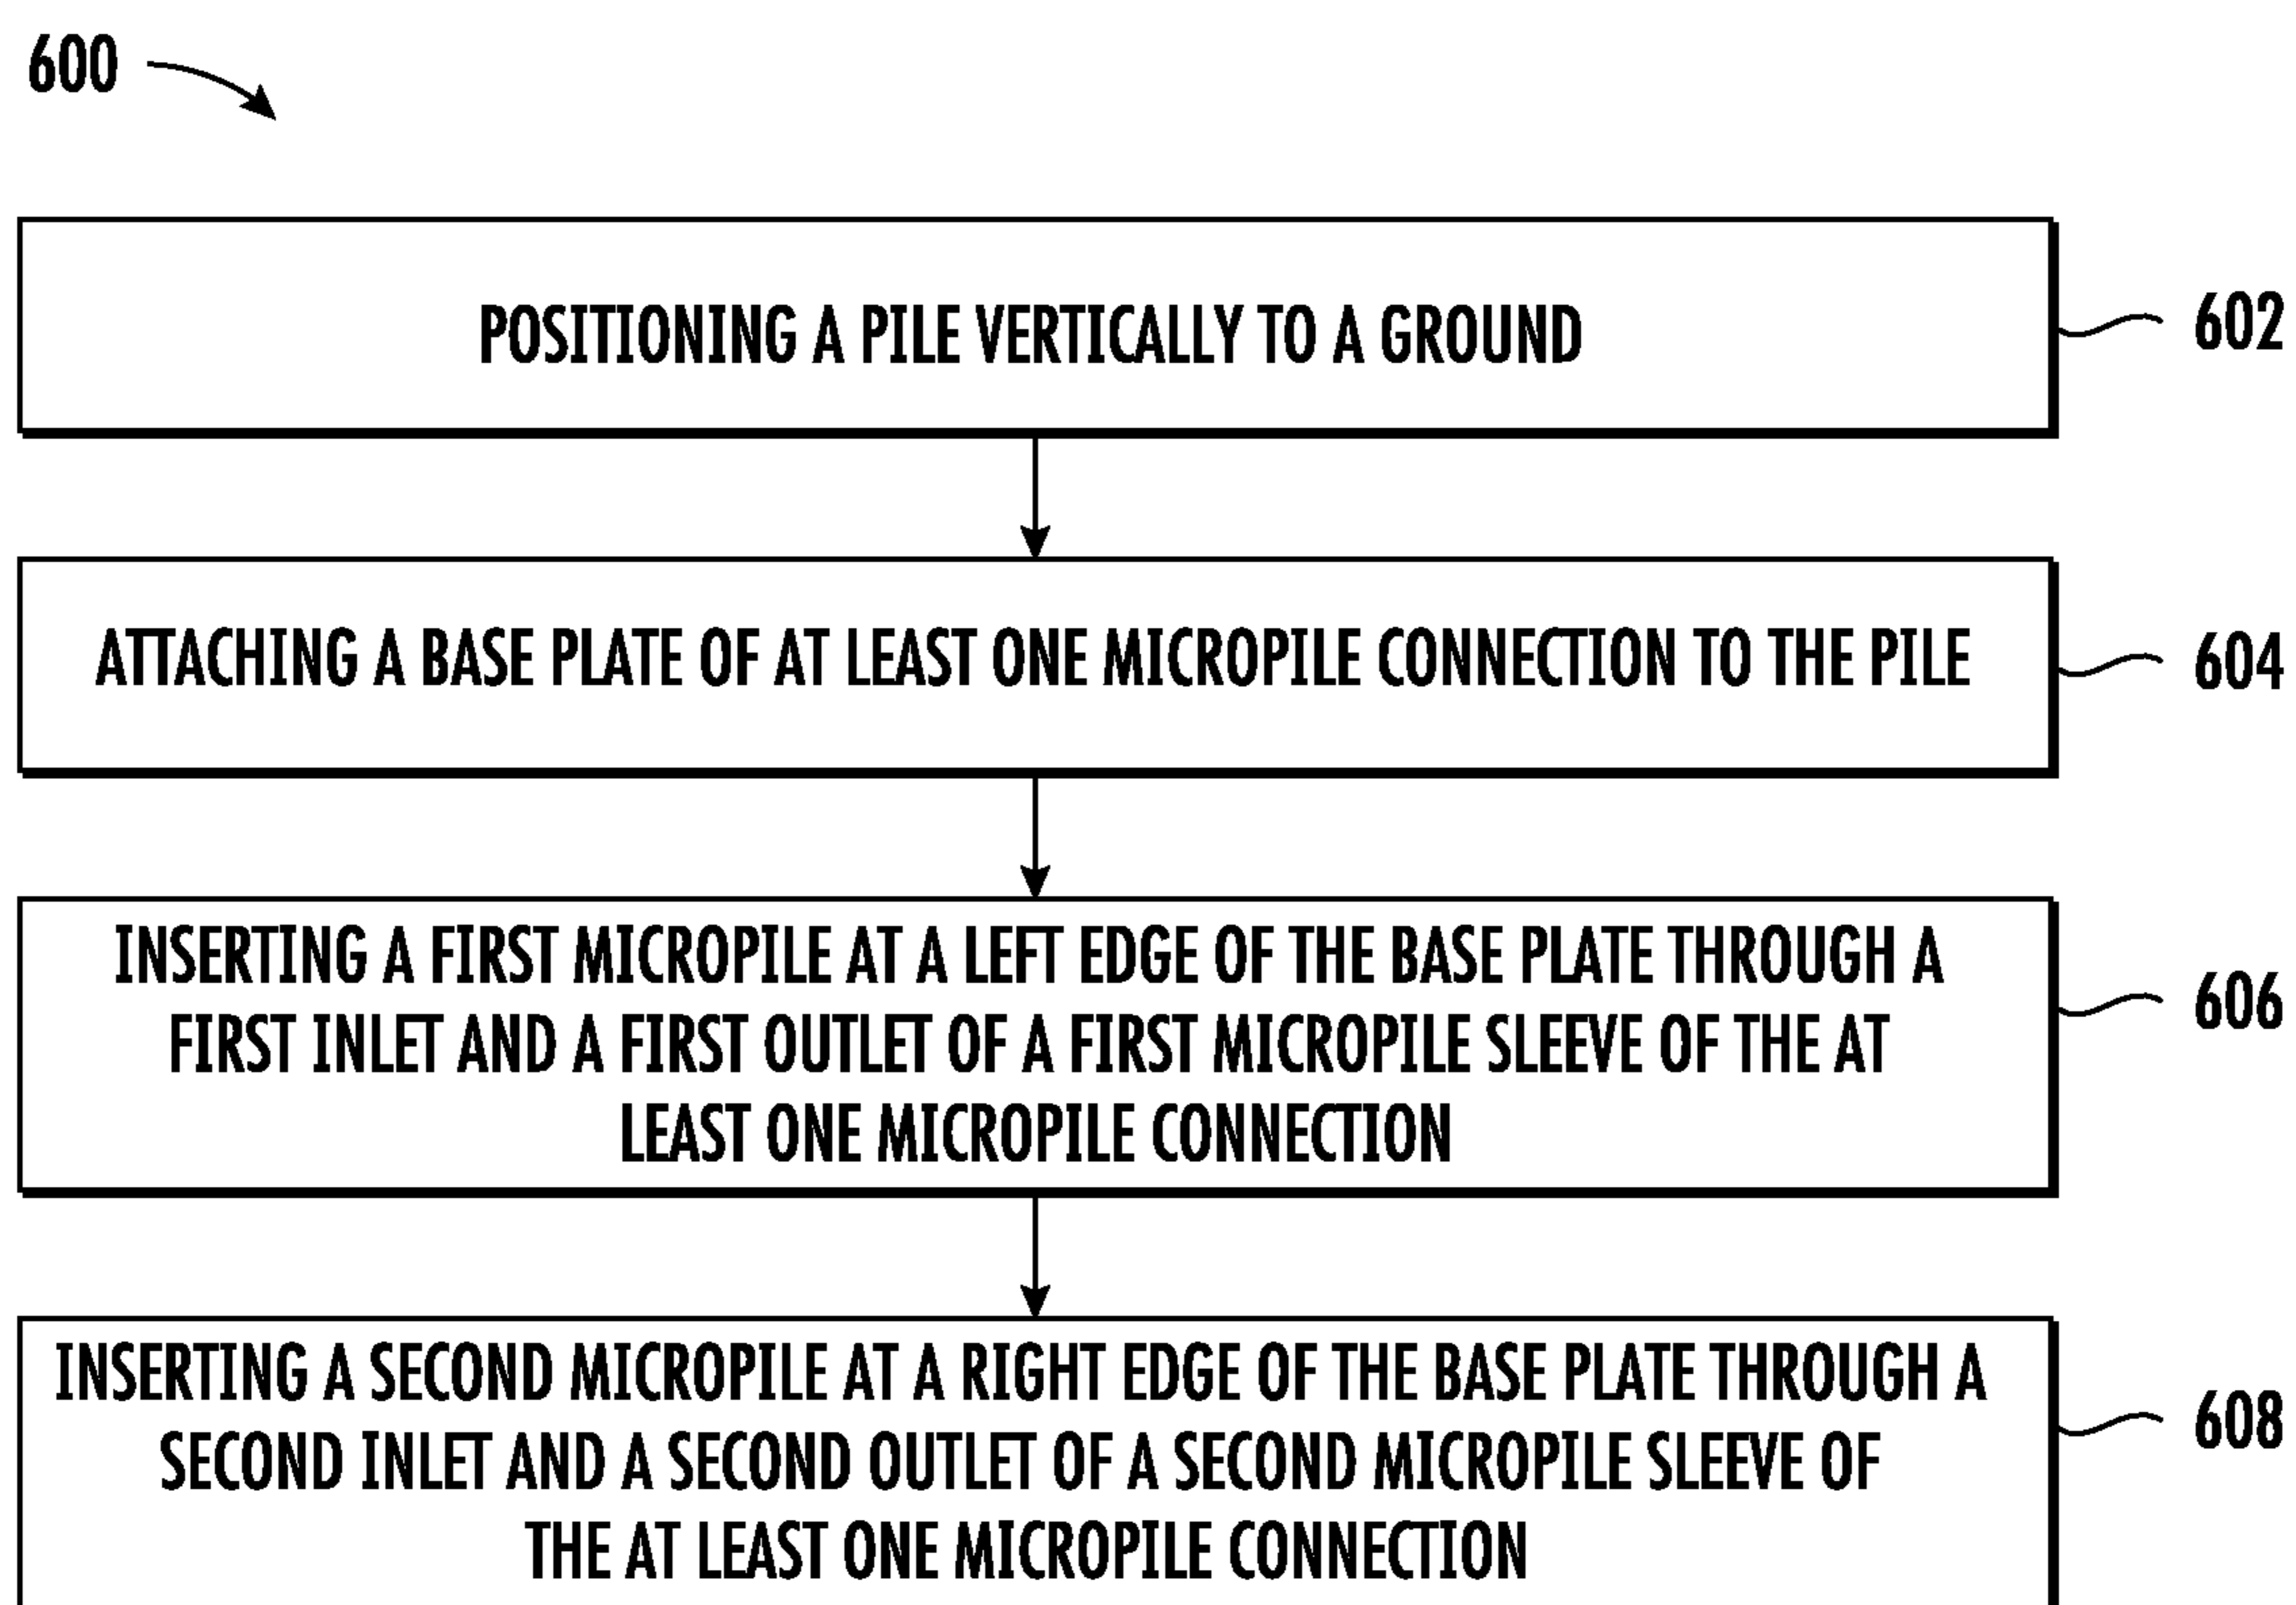 600
POSITIONING A PILE VERTICALLY TO A GROUND
602
ATTACHING A BASE PLATE OF AT LEAST ONE MICROPILE CONNECTION TO THE PILE
604
INSERTING A FIRST MICROPILE AT A LEFT EDGE OF THE BASE PLATE THROUGH A
FIRST INLET AND A FIRST OUTLET OF A FIRST MICROPILE SLEEVE OF THE AT
LEAST ONE MICROPILE CONNECTION
606
INSERTING A SECOND MICROPILE AT A RIGHT EDGE OF THE BASE PLATE THROUGH A
SECOND INLET AND A SECOND OUTLET OF A SECOND MICROPILE SLEEVE OF
THE AT LEAST ONE MICROPILE CONNECTION
608